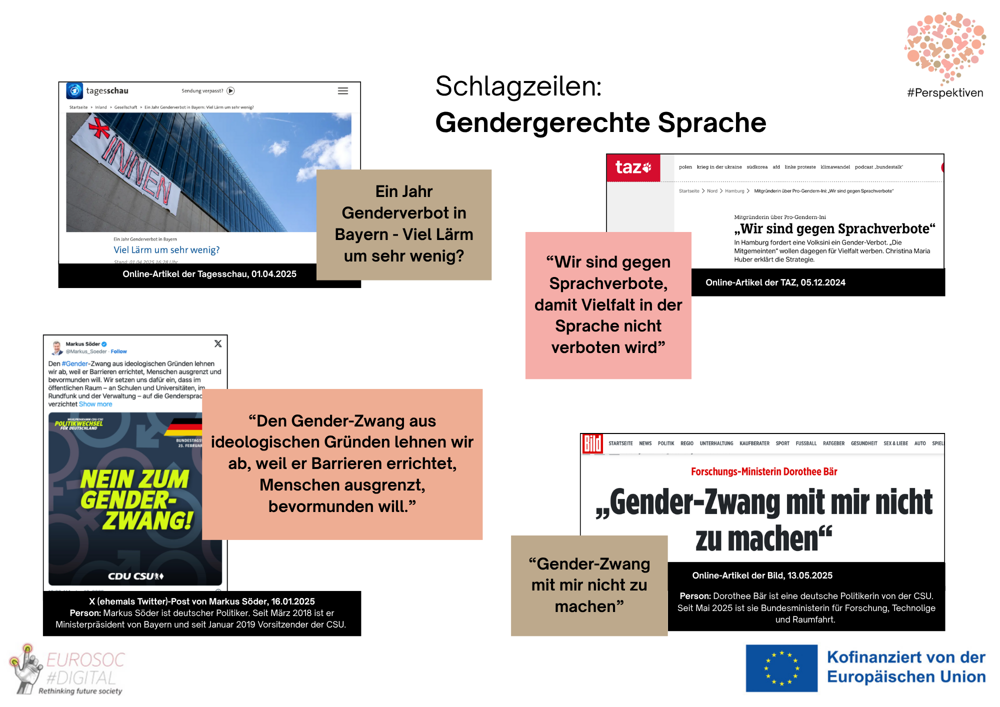 #Perspektiven
Schlagzeilen:
Gendergerechte Sprache
tagesschau
Sendung verpasst?
Startseite
Inland
Gesellschaft
Ein Jahr Genderverbot in Bayern: Viel Lärm um sehr wenig?
*INNEN
Ein Jahr Genderverbot in Bayern
Viel Lärm um sehr wenig?
Stand: 01.04.2025 16:28 Uhr
Online-Artikel der Tagesschau, 01.04.2025
Ein Jahr
Genderverbot in
Bayern - Viel Lärm
um sehr wenig?
taz
polen krieg in der ukraine südkorea afd linke proteste klimawandel podcast „bundestalk“
Startseite > Nord > Hamburg > Mitgründerin über Pro-Gendern-Ini: „Wir sind gegen Sprachverbote“
Mitgründerin über Pro-Gendern-Ini
„Wir sind gegen Sprachverbote“
In Hamburg fordert eine Volksini ein Gender-Verbot. „Die
Mitgemeinten“ wollen dagegen für Vielfalt werben. Christina Maria
Huber erklärt die Strategie.
Online-Artikel der TAZ, 05.12.2024
“Wir sind gegen
Sprachverbote,
damit Vielfalt in der
Sprache nicht
verboten wird”
Markus Söder
@Markus_Soeder · Follow
Den #Gender-Zwang aus ideologischen Gründen lehnen
wir ab, weil er Barrieren errichtet, Menschen ausgrenzt und
bevormunden will. Wir setzen uns dafür ein, dass im
öffentlichen Raum – an Schulen und Universitäten, im
Rundfunk und der Verwaltung – auf die Gendersprac
verzichtet Show more
WAHLPROGRAMM CDU/CSU
POLITIKWECHSEL
FÜR DEUTSCHLAND
BUNDESTAGS
23. FEBRUAR
NEIN ZUM
GENDER-
ZWANG!
CDU CSU
X (ehemals Twitter)-Post von Markus Söder, 16.01.2025
Person: Markus Söder ist deutscher Politiker. Seit März 2018 ist er
Ministerpräsident von Bayern und seit Januar 2019 Vorsitzender der CSU.
“Den Gender-Zwang aus
ideologischen Gründen lehnen wir
ab, weil er Barrieren errichtet,
Menschen ausgrenzt,
bevormunden will.”
Bild
STARTSEITE NEWS POLITIK REGIO UNTERHALTUNG KAUFBERATER SPORT FUSSBALL RATGEBER GESUNDHEIT SEX & LIEBE AUTO SPIEL
Forschungs-Ministerin Dorothee Bär
„Gender-Zwang mit mir nicht
zu machen“
“Gender-Zwang
mit mir nicht zu
machen”
Online-Artikel der Bild, 13.05.2025
Person: Dorothee Bär ist eine deutsche Politikerin von der CSU.
Seit Mai 2025 ist sie Bundesministerin für Forschung, Technolige
und Raumfahrt.
EUROSOC
#DIGITAL
Rethinking future society
Kofinanziert von der
Europäischen Union